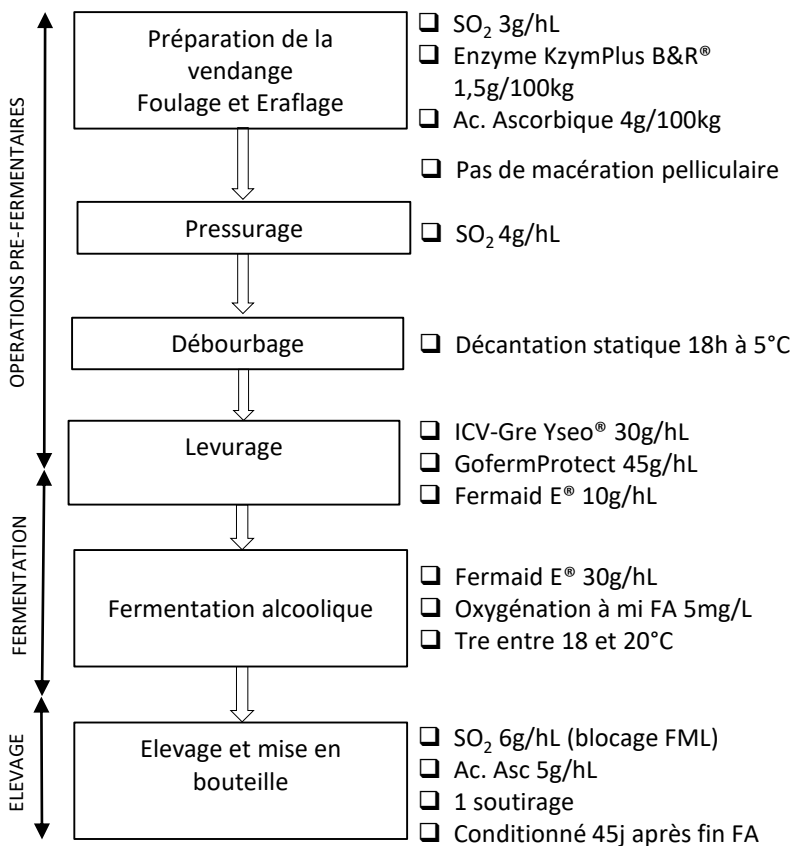 OPERATIONS PRE-FERMENTAIRES
Préparation de la
vendange
Foulage et Eraflage
❑ SO₂ 3g/hL
❑ Enzyme KzymPlus B&R®
1,5g/100kg
❑ Ac. Ascorbique 4g/100kg
❑ Pas de macération pelliculaire
Pressurage
❑ SO₂ 4g/hL
Débourbage
❑ Décantation statique 18h à 5°C
Levurage
❑ ICV-Gre Yseo® 30g/hL
❑ GofermProtect 45g/hL
❑ Fermaid E® 10g/hL
FERMENTATION
Fermentation alcoolique
❑ Fermaid E® 30g/hL
❑ Oxygénation à mi FA 5mg/L
❑ Tre entre 18 et 20°C
ELEVAGE
Elevage et mise en
bouteille
❑ SO₂ 6g/hL (blocage FML)
❑ Ac. Asc 5g/hL
❑ 1 soutirage
❑ Conditionné 45j après fin FA